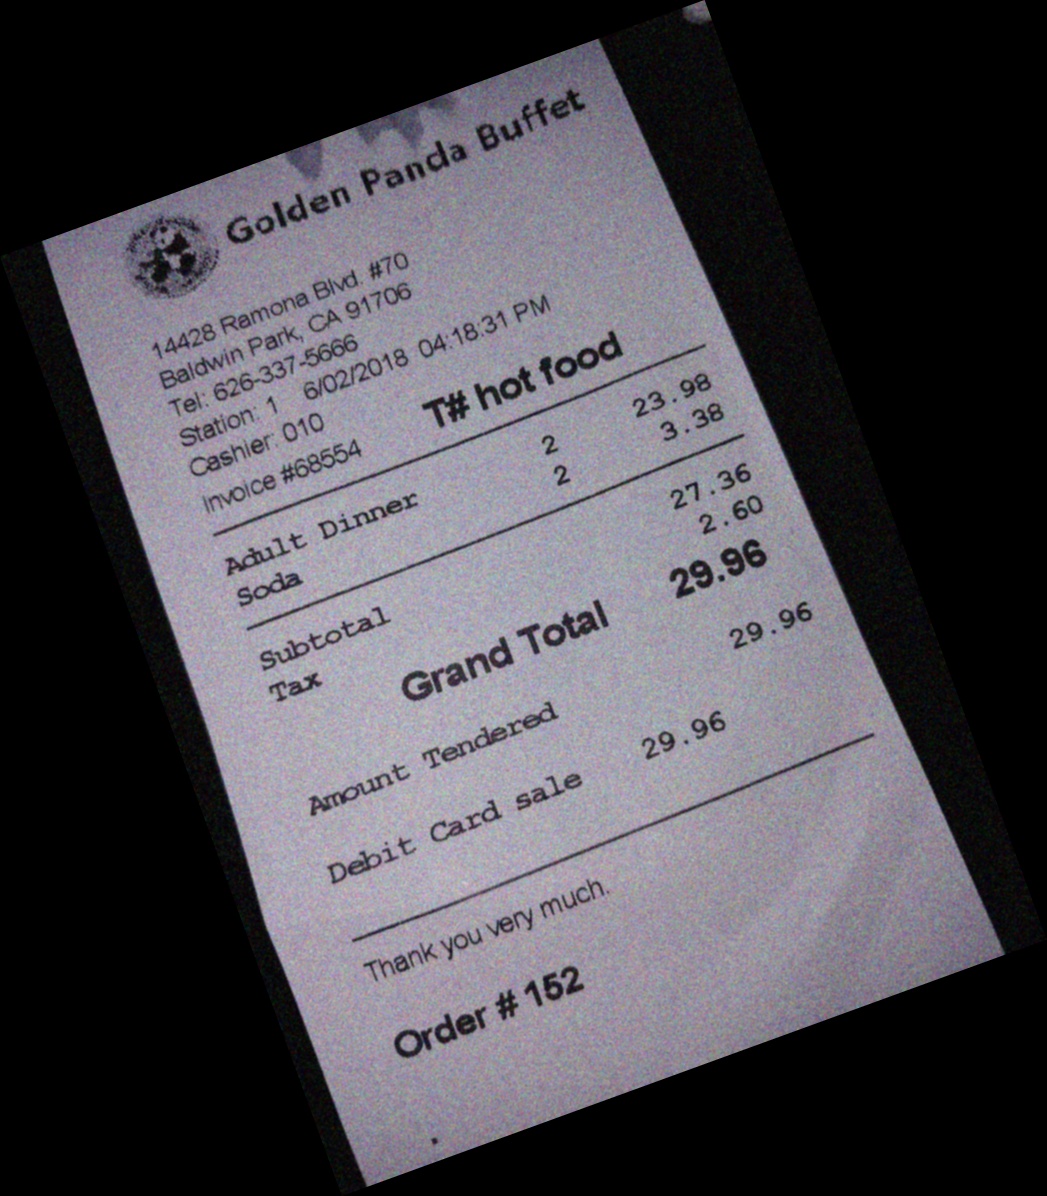 Golden Panda Buffet
14428 Ramona Blvd. #70
Baldwin Park, CA 91706
Tel: 626-337-5666
Station: 1 6/02/2018 04:18:31 PM
Cashier: 010
Invoice #68554 T# hot food
Adult Dinner 2 23.98
Soda 2 3.38
Subtotal 27.36
Tax 2.60
Grand Total 29.96
Amount Tendered 29.96
Debit Card sale 29.96
Thank you very much.
Order # 152